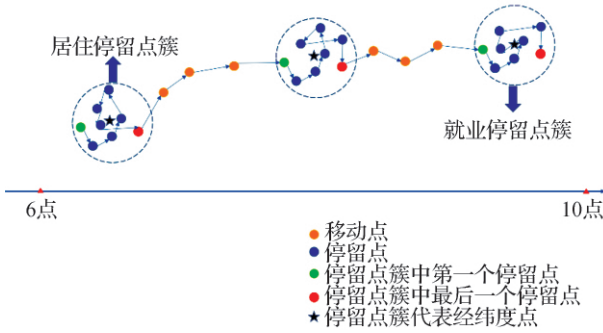 居住停留点簇
就业停留点簇
6点
10点
移动点
停留点
停留点簇中第一个停留点
停留点簇中最后一个停留点
停留点簇代表经纬度点